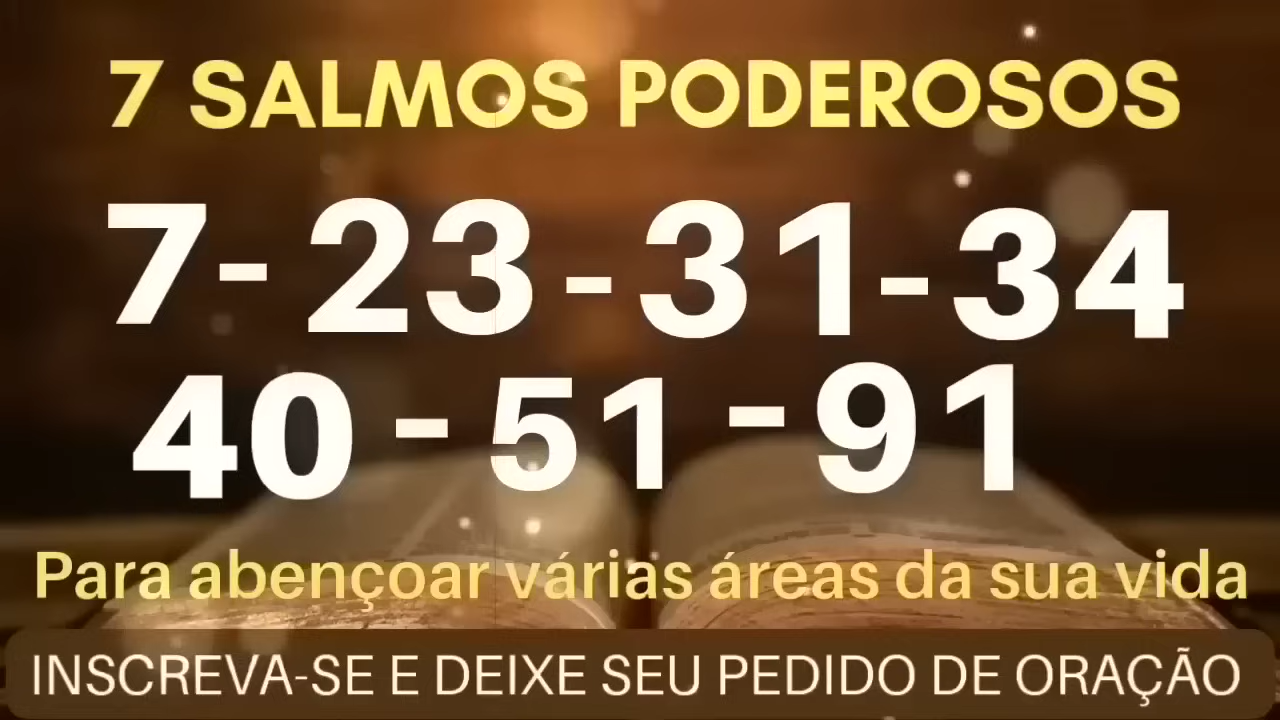 7 SALMOS PODEROSOS
7- 23 - 31 - 34
40 - 51 - 91
Para abençoar várias áreas da sua vida
INSCREVA-SE E DEIXE SEU PEDIDO DE ORAÇÃO